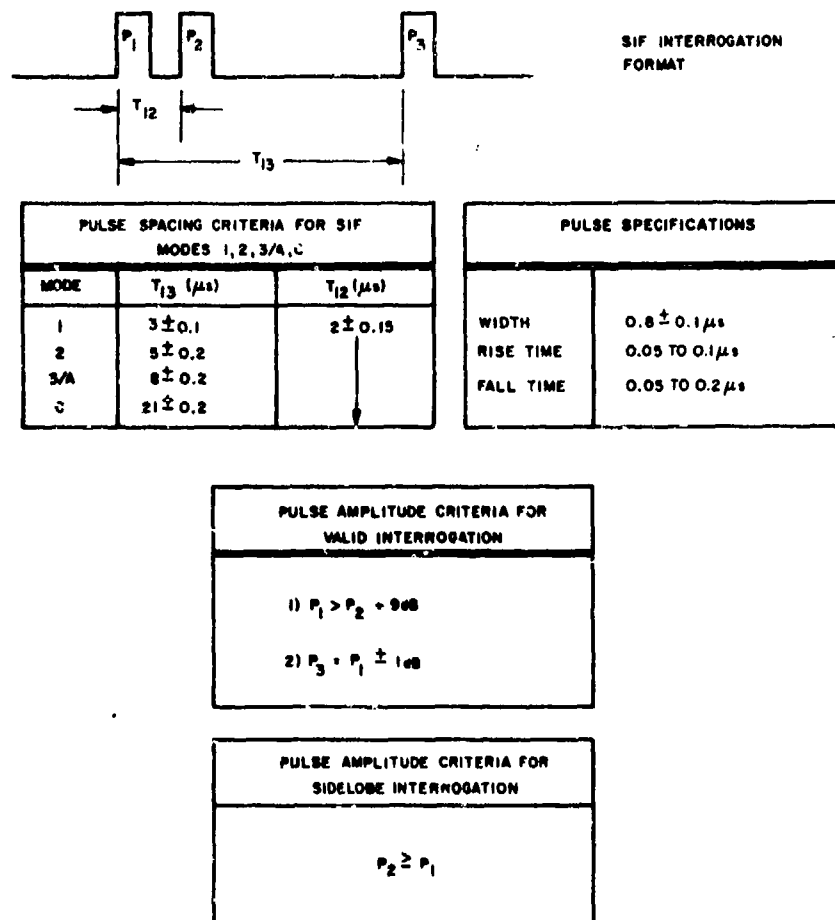 P1 P2 P3
SIF INTERROGATION
FORMAT
T12
T13
PULSE SPACING CRITERIA FOR SIF
MODES 1, 2, 3/A, C
MODE T13 (μs) T12 (μs)
1 3 ± 0.1 2 ± 0.15
2 5 ± 0.2
3/A 8 ± 0.2
C 21 ± 0.2
PULSE SPECIFICATIONS
WIDTH 0.8 ± 0.1 μs
RISE TIME 0.05 TO 0.1 μs
FALL TIME 0.05 TO 0.2 μs
PULSE AMPLITUDE CRITERIA FOR
VALID INTERROGATION
1) P1 > P2 + 9dB
2) P3 = P1 ± 1dB
PULSE AMPLITUDE CRITERIA FOR
SIDELOBE INTERROGATION
P2 ≥ P1